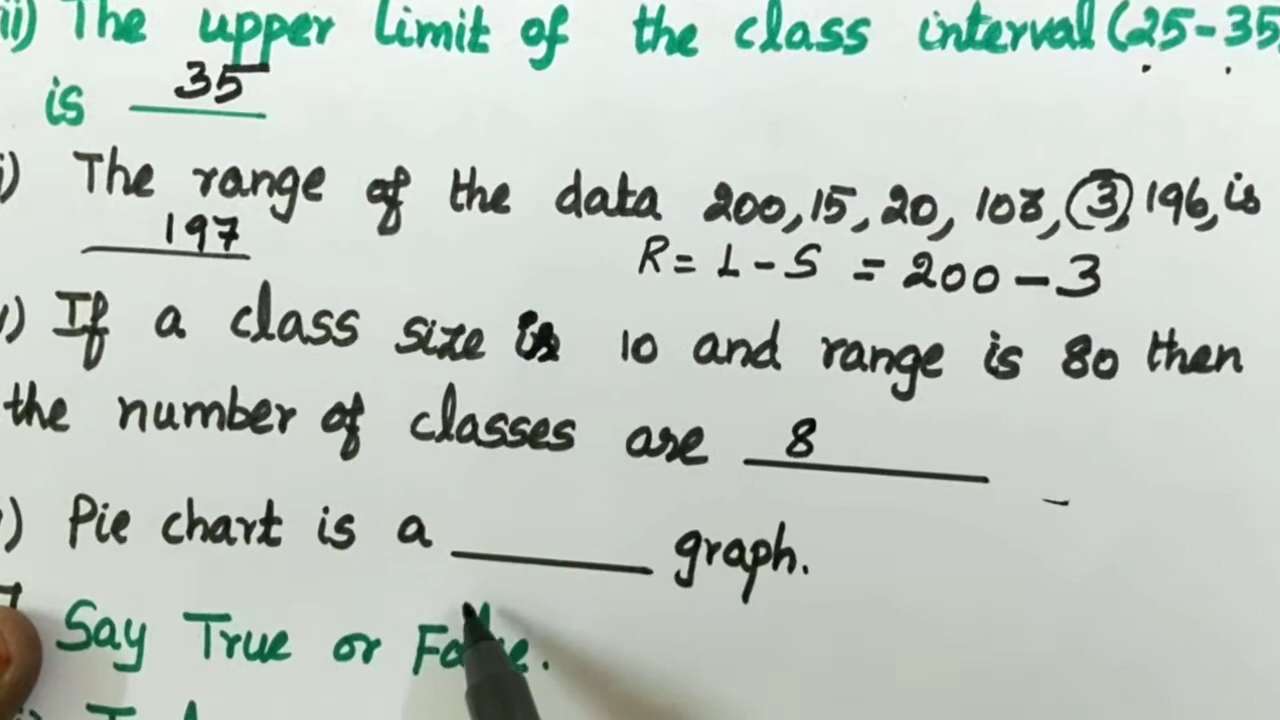 ii) The upper limit of the class interval (25-35
is 35
i) The range of the data 200, 15, 20, 103, 3, 196, is
197
R = L - S = 200 - 3
) If a class size is 10 and range is 80 then
the number of classes are 8
) Pie chart is a ______ graph.
Say True or False.